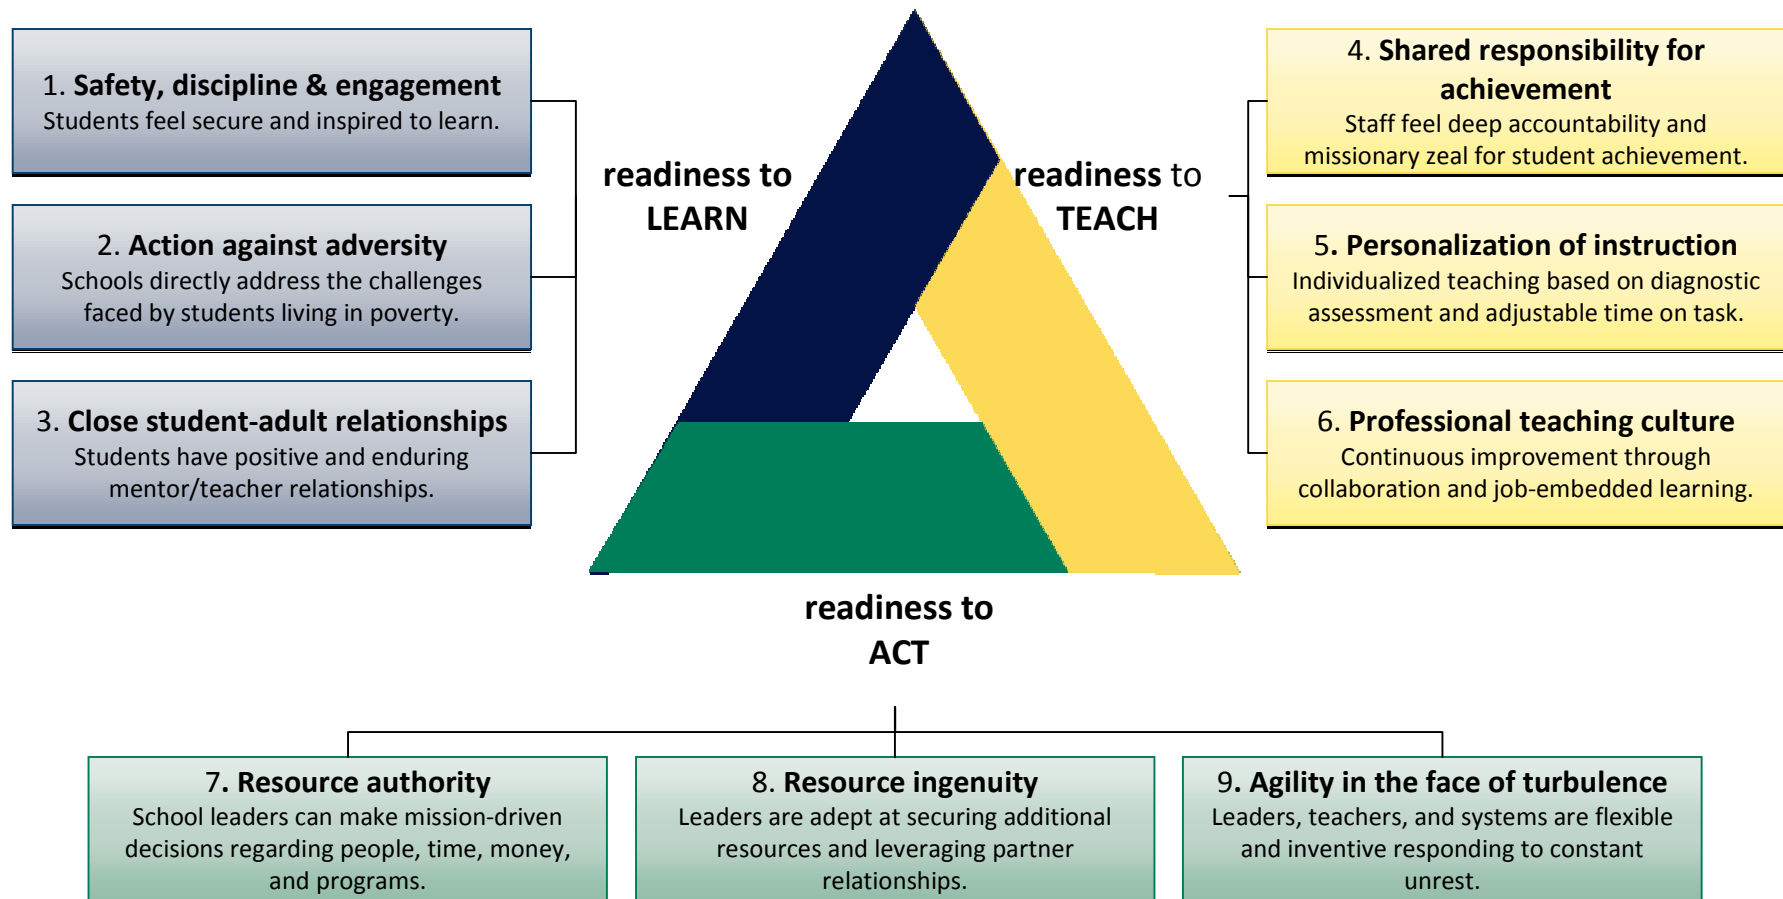 1. Safety, discipline & engagement
Students feel secure and inspired to learn.
2. Action against adversity
Schools directly address the challenges
faced by students living in poverty.
3. Close student-adult relationships
Students have positive and enduring
mentor/teacher relationships.
readiness to
LEARN
readiness to
TEACH
4. Shared responsibility for
achievement
Staff feel deep accountability and
missionary zeal for student achievement.
5. Personalization of instruction
Individualized teaching based on diagnostic
assessment and adjustable time on task.
6. Professional teaching culture
Continuous improvement through
collaboration and job-embedded learning.
readiness to
ACT
7. Resource authority
School leaders can make mission-driven
decisions regarding people, time, money,
and programs.
8. Resource ingenuity
Leaders are adept at securing additional
resources and leveraging partner
relationships.
9. Agility in the face of turbulence
Leaders, teachers, and systems are flexible
and inventive responding to constant
unrest.